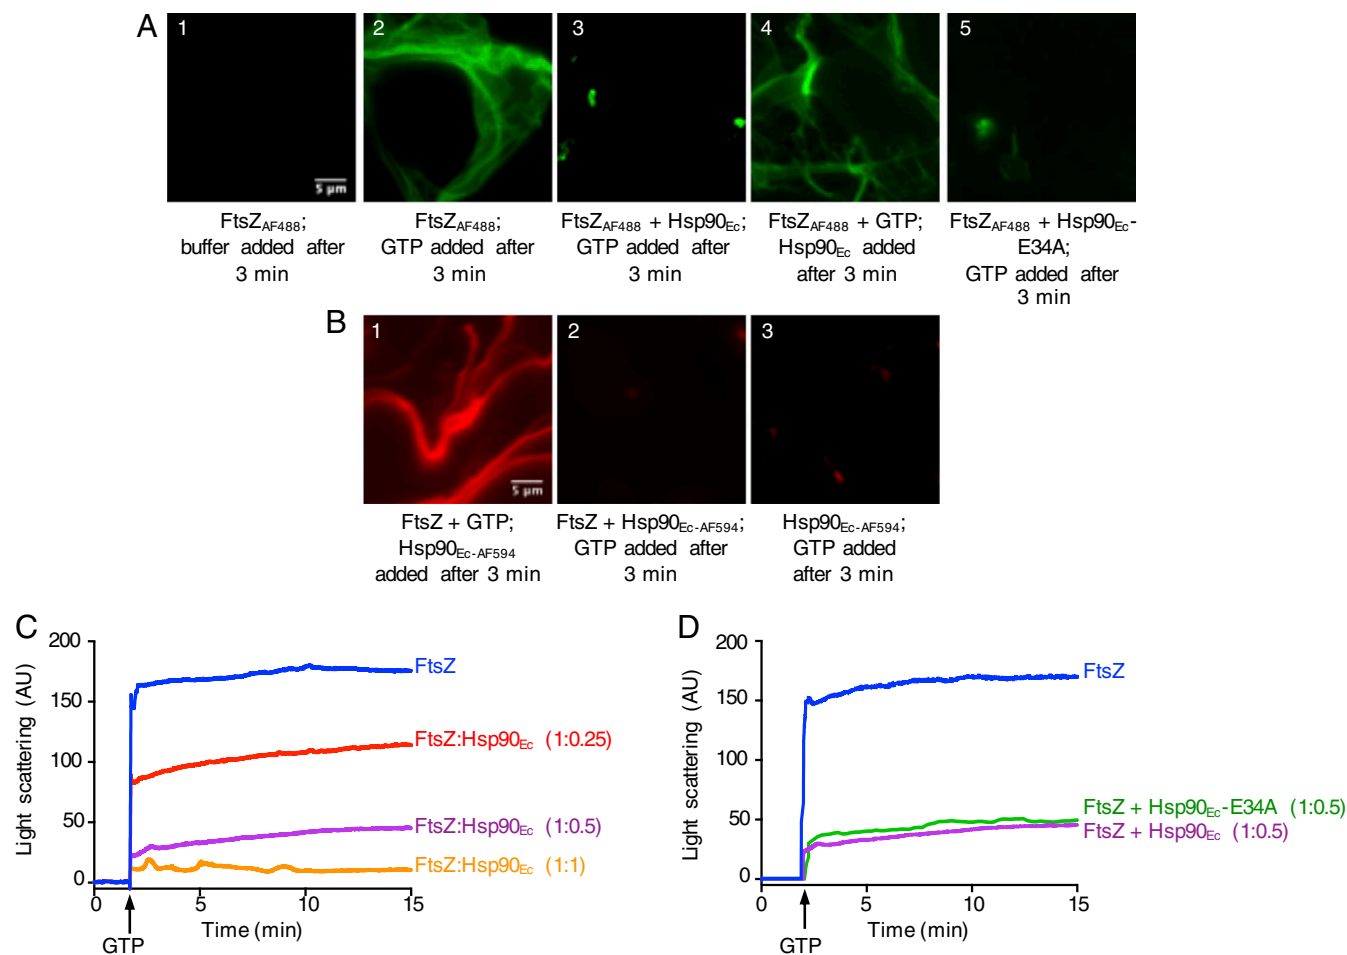 A
1
2
3
4
5
5 μm
FtsZAF488;
buffer added after
3 min
FtsZAF488;
GTP added after
3 min
FtsZAF488 + Hsp90Ec;
GTP added after
3 min
FtsZAF488 + GTP;
Hsp90Ec added
after 3 min
FtsZAF488 + Hsp90Ec-
E34A;
GTP added after
3 min
B
1
2
3
5 μm
FtsZ + GTP;
Hsp90Ec-AF594
added after 3 min
FtsZ + Hsp90Ec-AF594;
GTP added after
3 min
Hsp90Ec-AF594;
GTP added
after 3 min
C
Light scattering (AU)
200
150
100
50
0
0
5
10
15
Time (min)
GTP
FtsZ
FtsZ:Hsp90Ec (1:0.25)
FtsZ:Hsp90Ec (1:0.5)
FtsZ:Hsp90Ec (1:1)
D
Light scattering (AU)
200
150
100
50
0
0
5
10
15
Time (min)
GTP
FtsZ
FtsZ + Hsp90Ec-E34A (1:0.5)
FtsZ + Hsp90Ec (1:0.5)